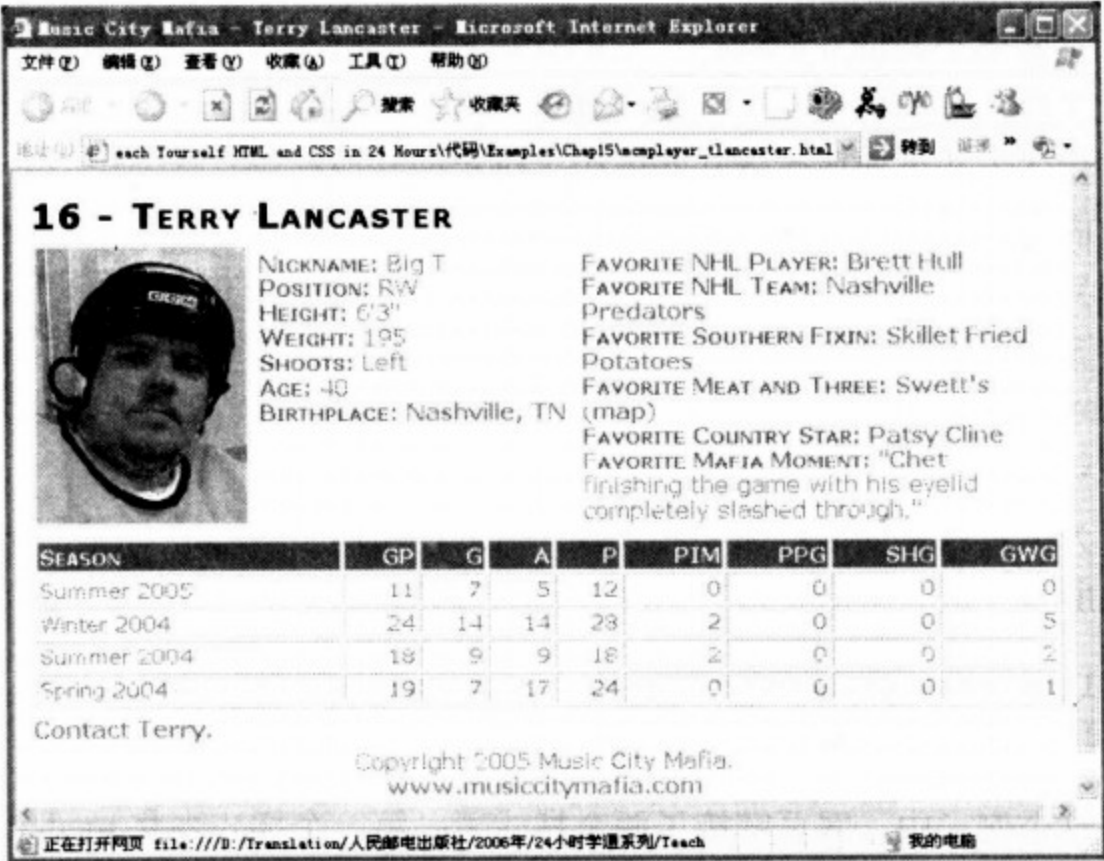 Music City Mafia - Terry Lancaster - Microsoft Internet Explorer
文件(F) 编辑(E) 查看(V) 收藏(A) 工具(T) 帮助(H)
搜索 收藏夹
地址(D) each Yourself HTML and CSS in 24 Hours\代码\Examples\Chap15\mcmplayer_tlancaster.html 转到 链接 »
16 - TERRY LANCASTER
CCM
NICKNAME: Big T
POSITION: RW
HEIGHT: 6'3"
WEIGHT: 195
SHOOTS: Left
AGE: 40
BIRTHPLACE: Nashville, TN
FAVORITE NHL PLAYER: Brett Hull
FAVORITE NHL TEAM: Nashville
Predators
FAVORITE SOUTHERN FIXIN: Skillet Fried
Potatoes
FAVORITE MEAT AND THREE: Swett's
(map)
FAVORITE COUNTRY STAR: Patsy Cline
FAVORITE MAFIA MOMENT: "Chet
finishing the game with his eyelid
completely slashed through."
SEASON GP G A P PIM PPG SHG GWG
Summer 2005 11 7 5 12 0 0 0 0
Winter 2004 24 14 14 28 2 0 0 5
Summer 2004 18 9 9 18 2 0 0 2
Spring 2004 19 7 17 24 0 0 0 1
Contact Terry.
Copyright 2005 Music City Mafia.
www.musiccitymafia.com
正在打开网页 file:///D:/Translation/人民邮电出版社/2006年/24小时学通系列/Teach 我的电脑